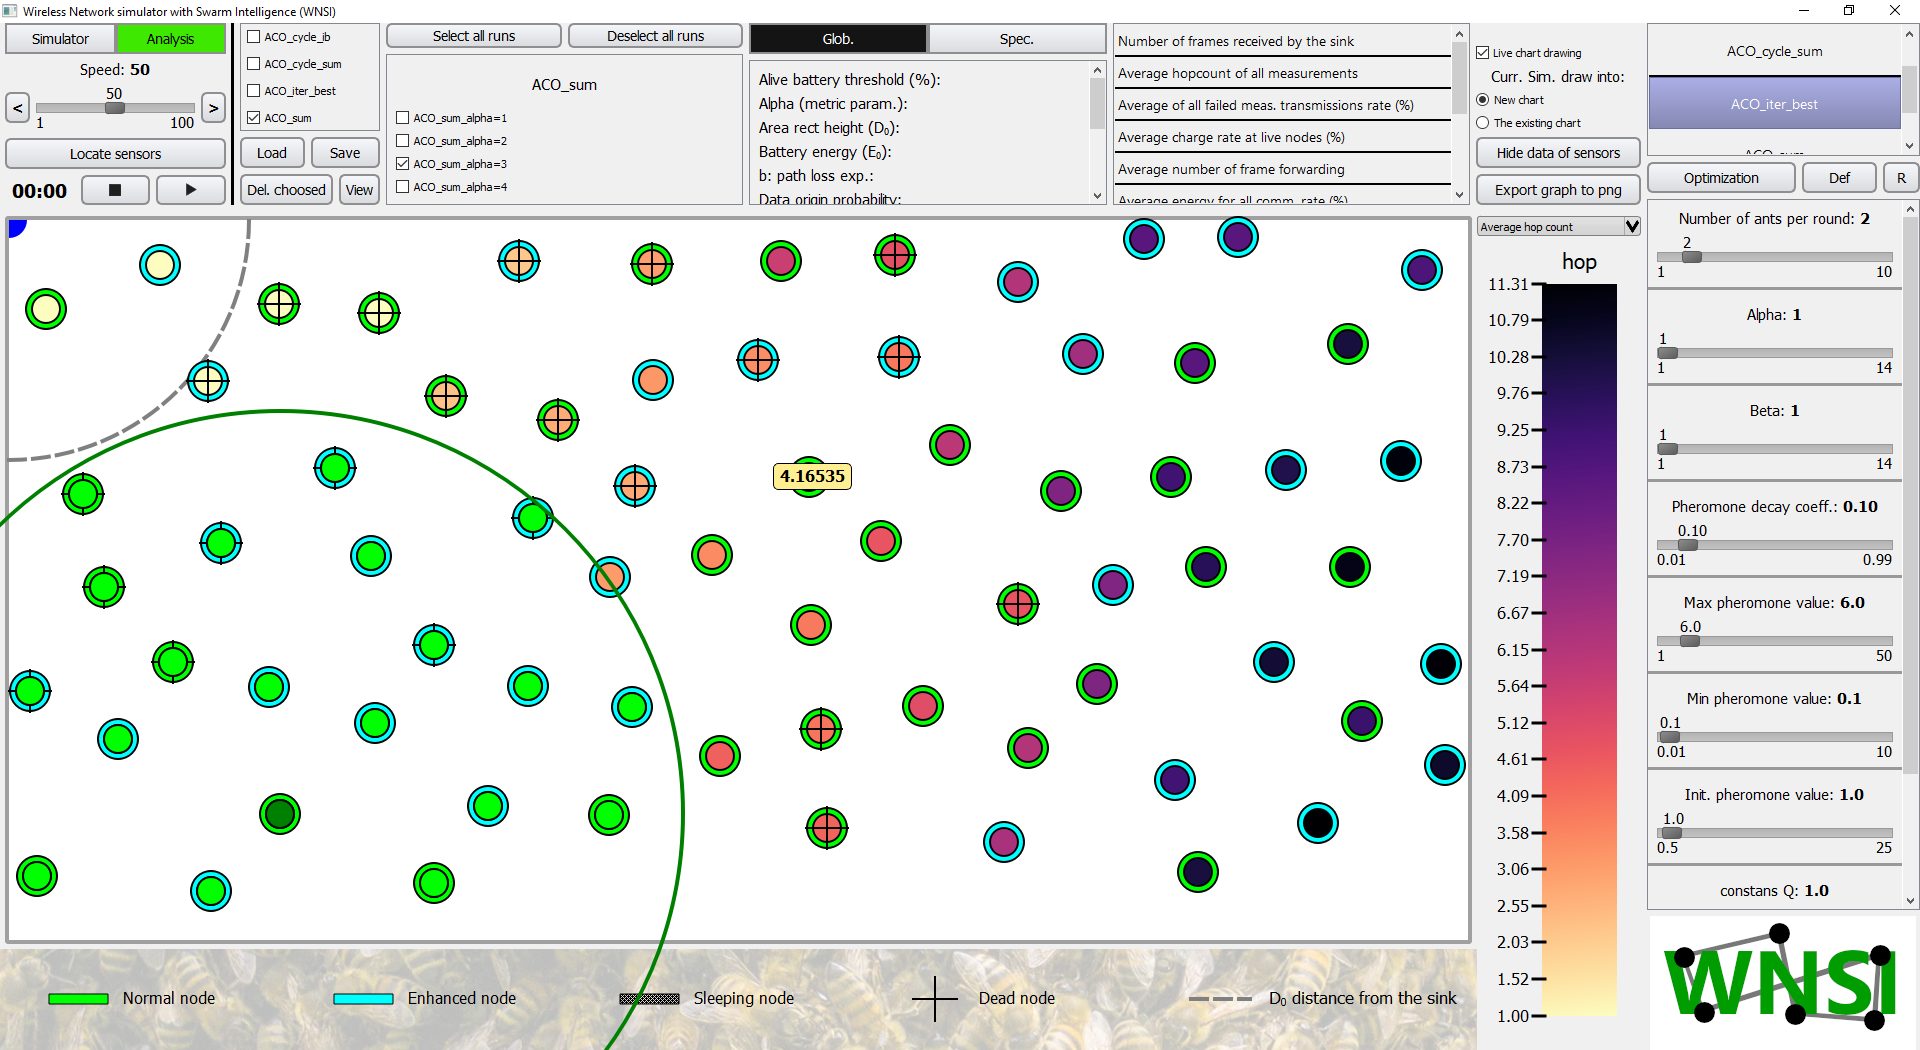 Wireless Network simulator with Swarm Intelligence (WNSI)
Simulator
Analysis
Speed: 50
50
<
>
1
100
Locate sensors
00:00
ACO_cycle_ib
ACO_cycle_sum
ACO_iter_best
ACO_sum
Load
Save
Del. choosed
View
Select all runs
Deselect all runs
ACO_sum
ACO_sum_alpha=1
ACO_sum_alpha=2
ACO_sum_alpha=3
ACO_sum_alpha=4
Glob.
Spec.
Alive battery threshold (%):
Alpha (metric param.):
Area rect height (D₀):
Battery energy (E₀):
b: path loss exp.:
Data origin probability:
Number of frames received by the sink
Average hopcount of all measurements
Average of all failed meas. transmissions rate (%)
Average charge rate at live nodes (%)
Average number of frame forwarding
Average energy for all comm. rate (%)
Live chart drawing
Curr. Sim. draw into:
New chart
The existing chart
Hide data of sensors
Export graph to png
ACO_cycle_sum
ACO_iter_best
ACO_sum
Optimization
Def
R
Average hop count
hop
11.31
10.79
10.28
9.76
9.25
8.73
8.22
7.70
7.19
6.67
6.15
5.64
5.12
4.61
4.09
3.58
3.06
2.55
2.03
1.52
1.00
4.16535
Number of ants per round: 2
2
1
10
Alpha: 1
1
1
14
Beta: 1
1
1
14
Pheromone decay coeff.: 0.10
0.10
0.01
0.99
Max pheromone value: 6.0
6.0
1
50
Min pheromone value: 0.1
0.1
0.01
10
Init. pheromone value: 1.0
1.0
0.5
25
constans Q: 1.0
Normal node
Enhanced node
Sleeping node
Dead node
D₀ distance from the sink
WNSI